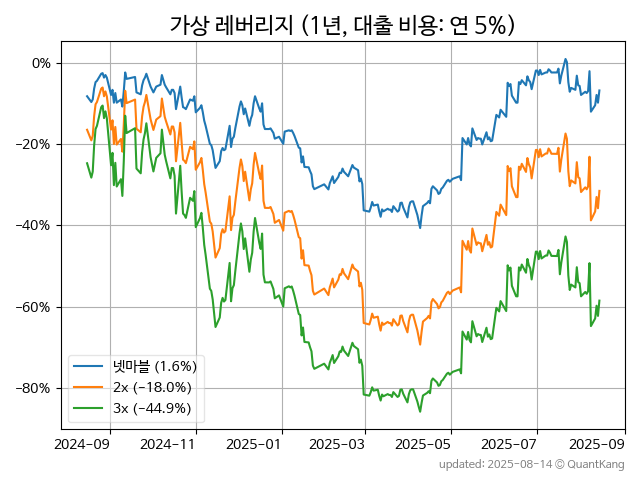 가상 레버리지 (1년, 대출 비용: 연 5%)
0%
−20%
−40%
−60%
−80%
넷마블 (1.6%)
2x (−18.0%)
3x (−44.9%)
2024−09 2024−11 2025−01 2025−03 2025−05 2025−07 2025−09
updated: 2025-08-14 © QuantKang